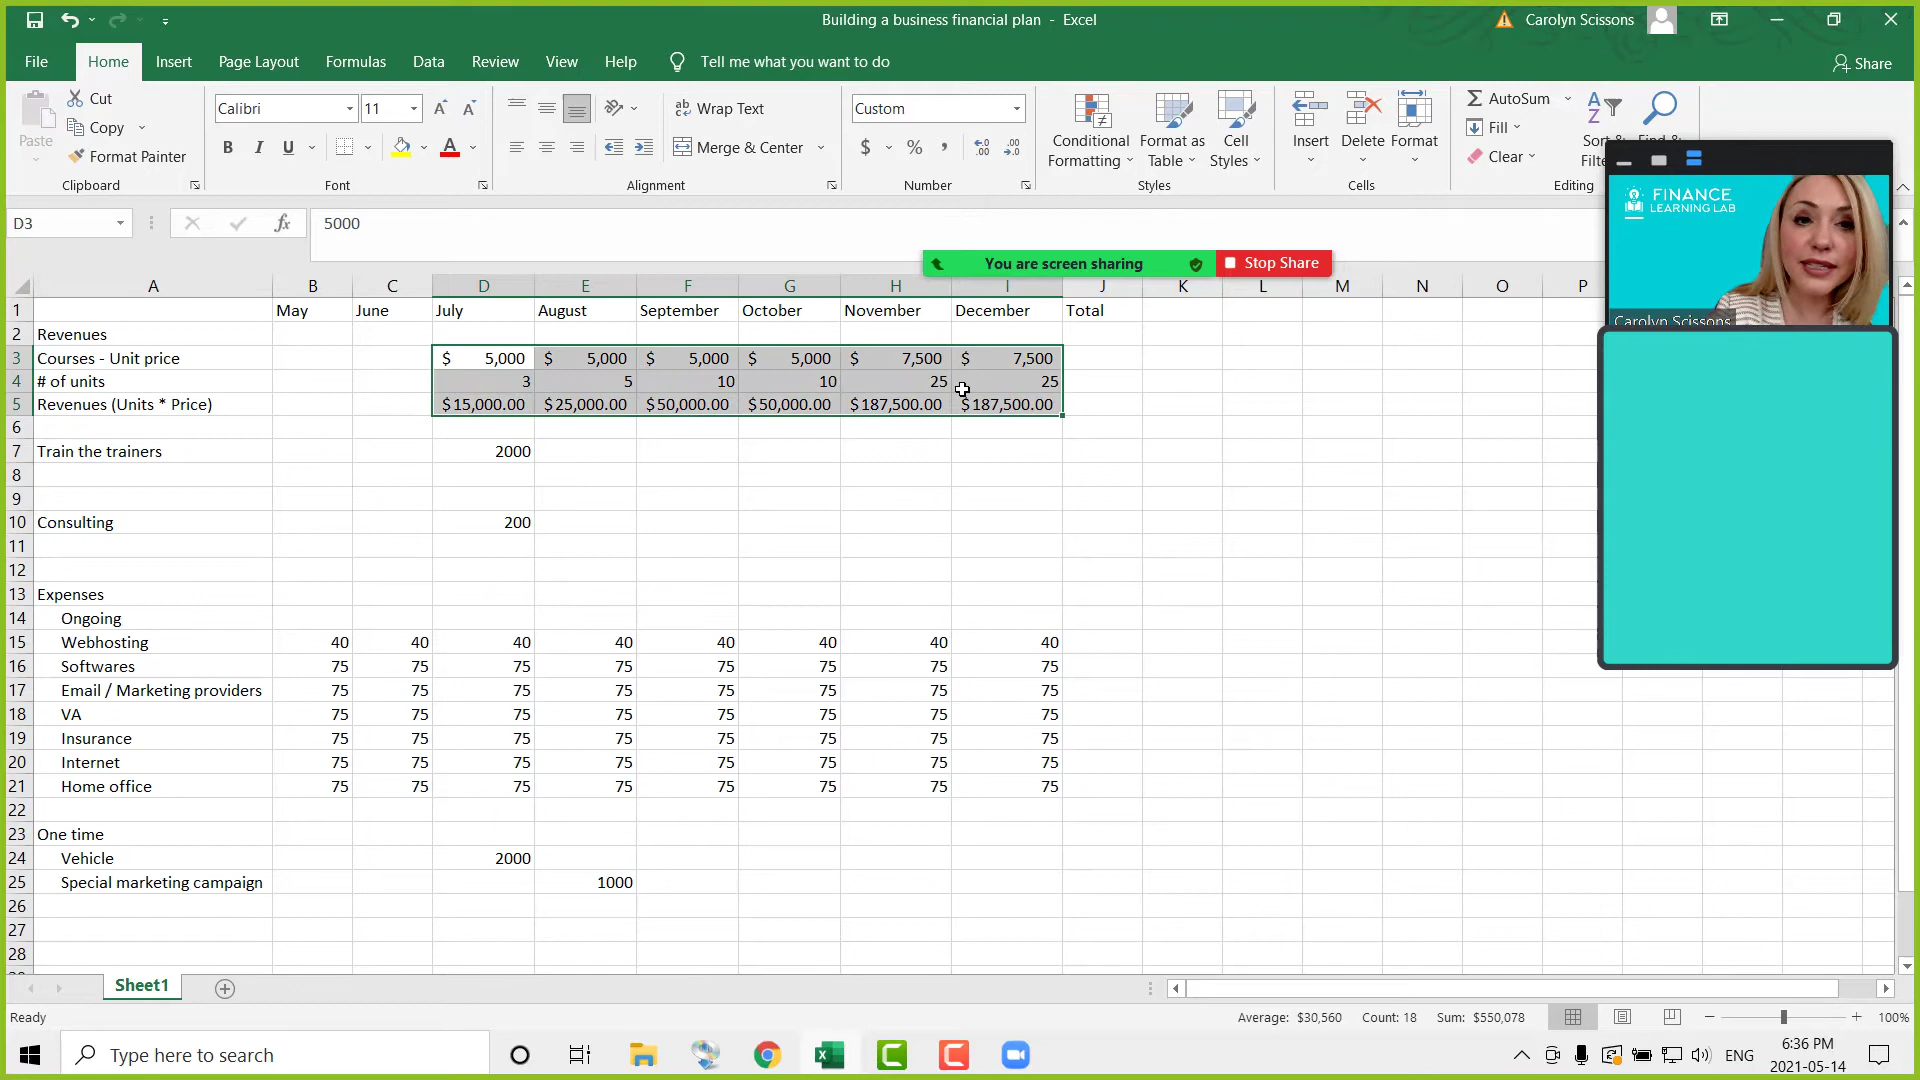 Building a business financial plan - Excel
Carolyn Scissons
File Home Insert Page Layout Formulas Data Review View Help Tell me what you want to do Share
Paste
Cut
Copy
Format Painter
Clipboard
Calibri 11
B I U A
Font
ab Wrap Text
Merge & Center
Alignment
Custom
$ % ,
Number
Conditional Formatting
Format as Table
Cell Styles
Styles
Insert Delete Format
Cells
AutoSum
Fill
Clear
Sort &
Find &
Editing
D3 fx 5000
You are screen sharing Stop Share
FINANCE
LEARNING LAB
Carolyn Scissons
A B C D E F G H I J K L M N O P
1 May June July August September October November December Total
2 Revenues
3 Courses - Unit price $ 5,000 $ 5,000 $ 5,000 $ 5,000 $ 7,500 $ 7,500
4 # of units 3 5 10 10 25 25
5 Revenues (Units * Price) $15,000.00 $25,000.00 $50,000.00 $50,000.00 $187,500.00 $187,500.00
6
7 Train the trainers 2000
8
9
10 Consulting 200
11
12
13 Expenses
14 Ongoing
15 Webhosting 40 40 40 40 40 40 40 40
16 Softwares 75 75 75 75 75 75 75 75
17 Email / Marketing providers 75 75 75 75 75 75 75 75
18 VA 75 75 75 75 75 75 75 75
19 Insurance 75 75 75 75 75 75 75 75
20 Internet 75 75 75 75 75 75 75 75
21 Home office 75 75 75 75 75 75 75 75
22
23 One time
24 Vehicle 2000
25 Special marketing campaign 1000
26
27
28
Sheet1
Ready Average: $30,560 Count: 18 Sum: $550,078 100%
Type here to search
ENG
6:36 PM
2021-05-14